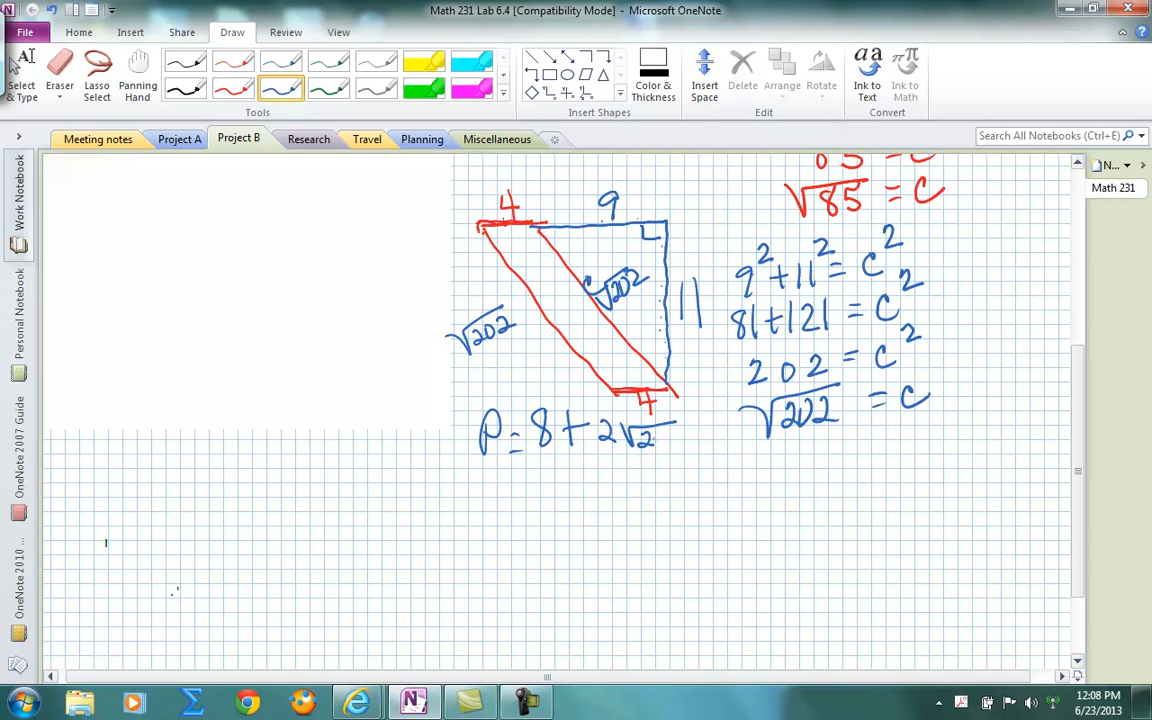 Math 231 Lab 6.4 [Compatibility Mode] - Microsoft OneNote
File Home Insert Share Draw Review View
Select & Type
Eraser
Lasso Select
Panning Hand
Color & Thickness
Insert Space
Delete
Arrange
Rotate
Ink to Text
Ink to Math
Tools
Insert Shapes
Edit
Convert
Meeting notes Project A Project B Research Travel Planning Miscellaneous
Search All Notebooks (Ctrl+E)
N...
Math 231
Work Notebook
Personal Notebook
OneNote 2007 Guide
OneNote 2010 ...
√85 = C
4
9
11
c √202
√202
4
P = 8 + 2√2
9² + 11² = C²
81 + 121 = C²
202 = C²
√202 = C
12:08 PM
6/23/2013